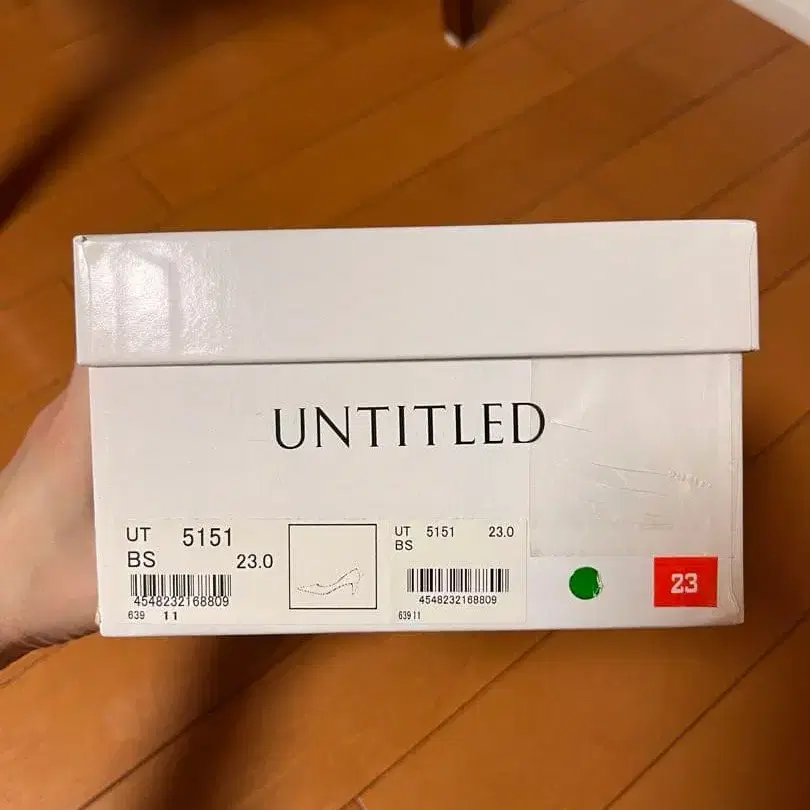 UNTITLED
UT 5151
BS 23.0
4548232168809
639 11
UT 5151 23.0
BS
4548232168809
639 11
23